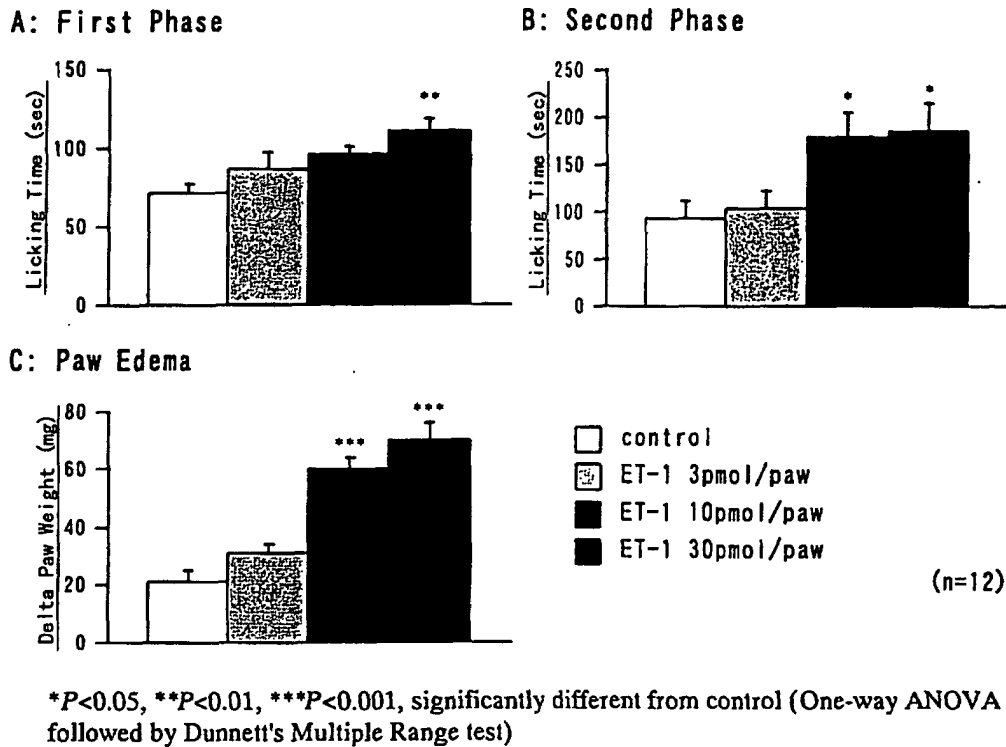 A: First Phase
B: Second Phase
Licking Time (sec)
150
100
50
0
**
Licking Time (sec)
250
200
150
100
50
0
*
*
C: Paw Edema
Delta Paw Weight (mg)
80
60
40
20
0
***
***
control
ET-1 3pmol/paw
ET-1 10pmol/paw
ET-1 30pmol/paw
(n=12)
*P<0.05, **P<0.01, ***P<0.001, significantly different from control (One-way ANOVA
followed by Dunnett's Multiple Range test)